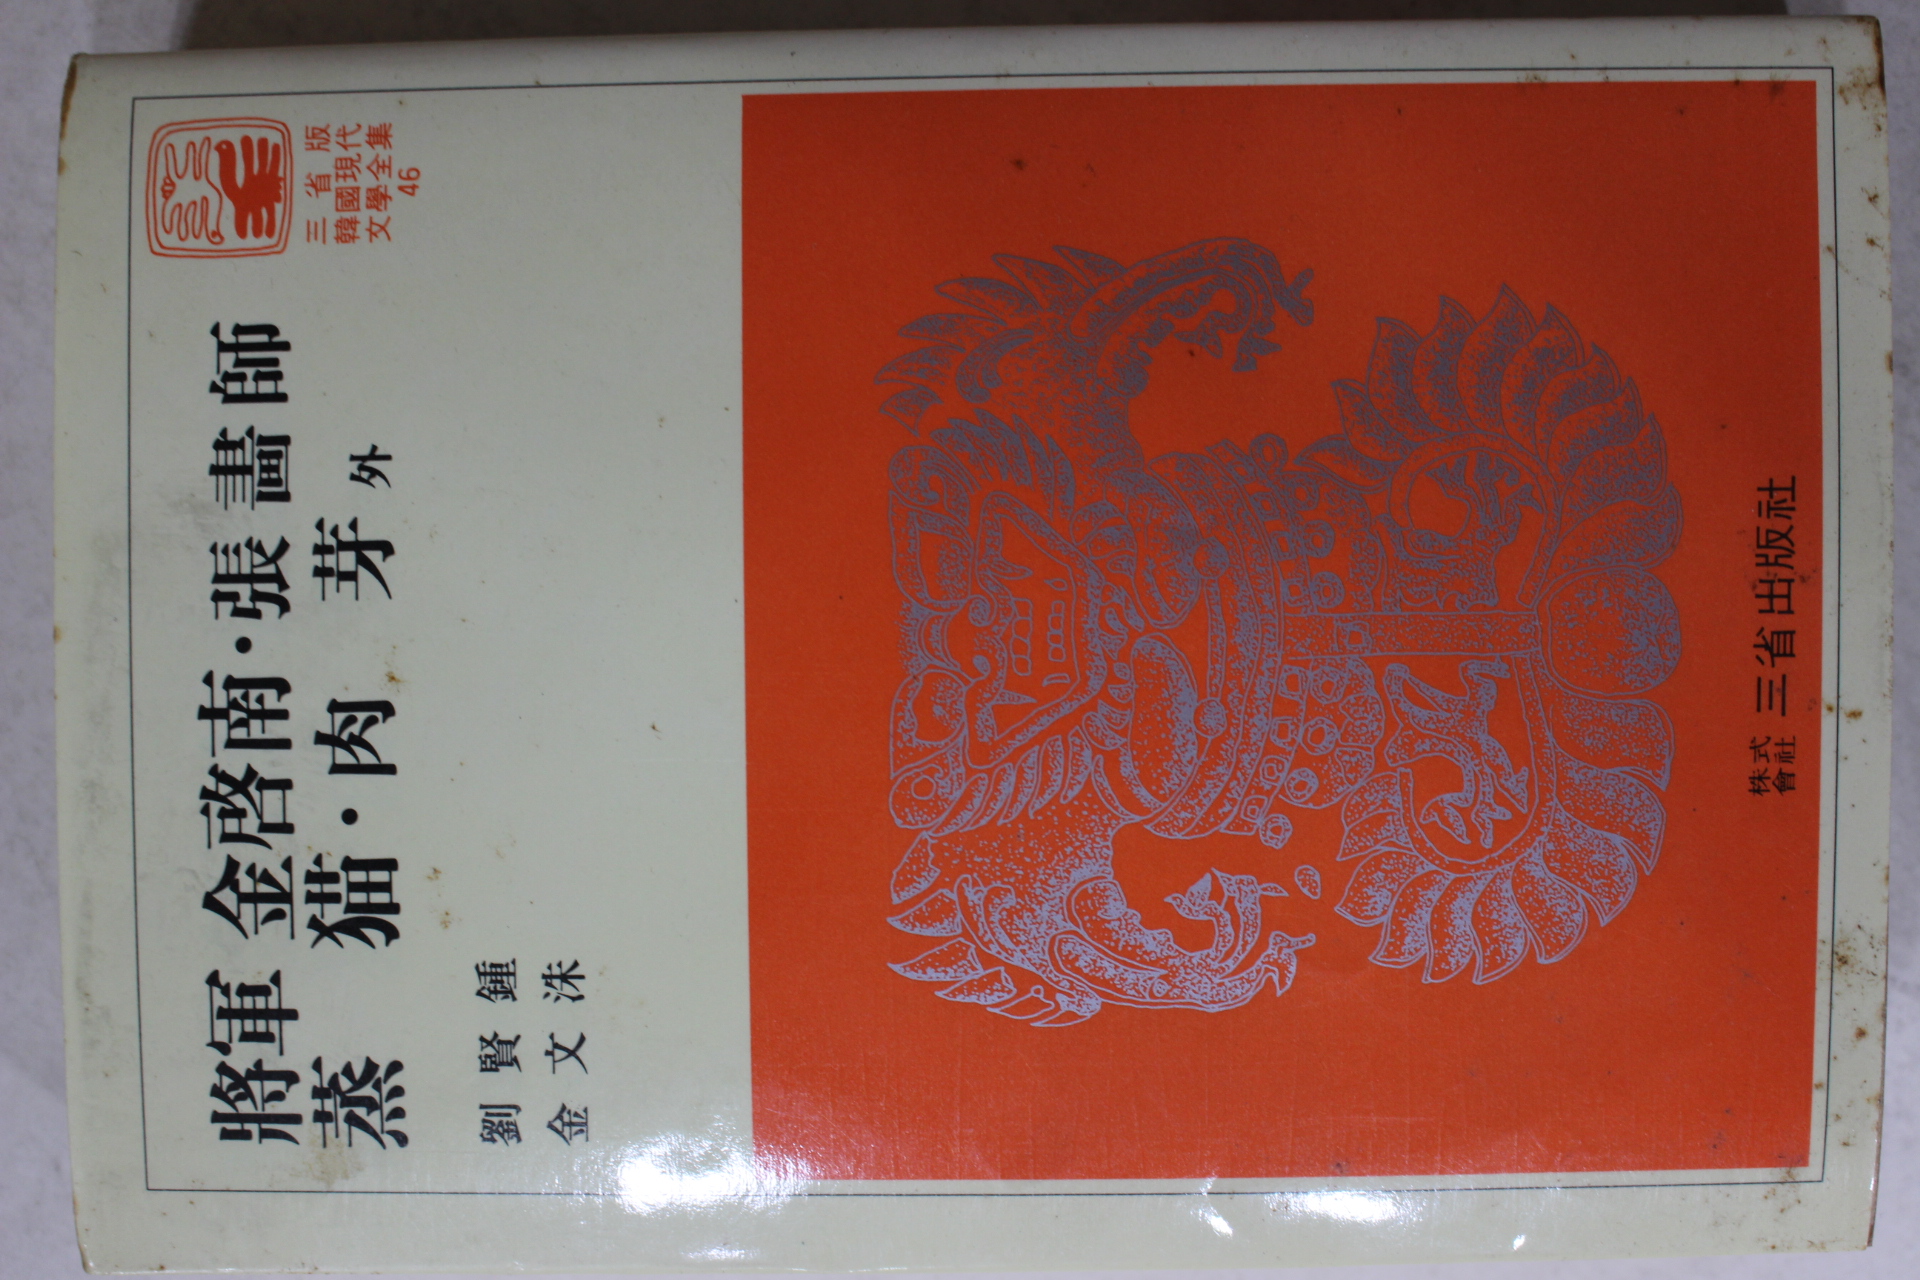 三省版
韓國現代
文學全集
46
將軍 金啓南·張畵師
蒸 猫·肉 芽 外
劉賢鍾
金文洙
株式會社 三省出版社